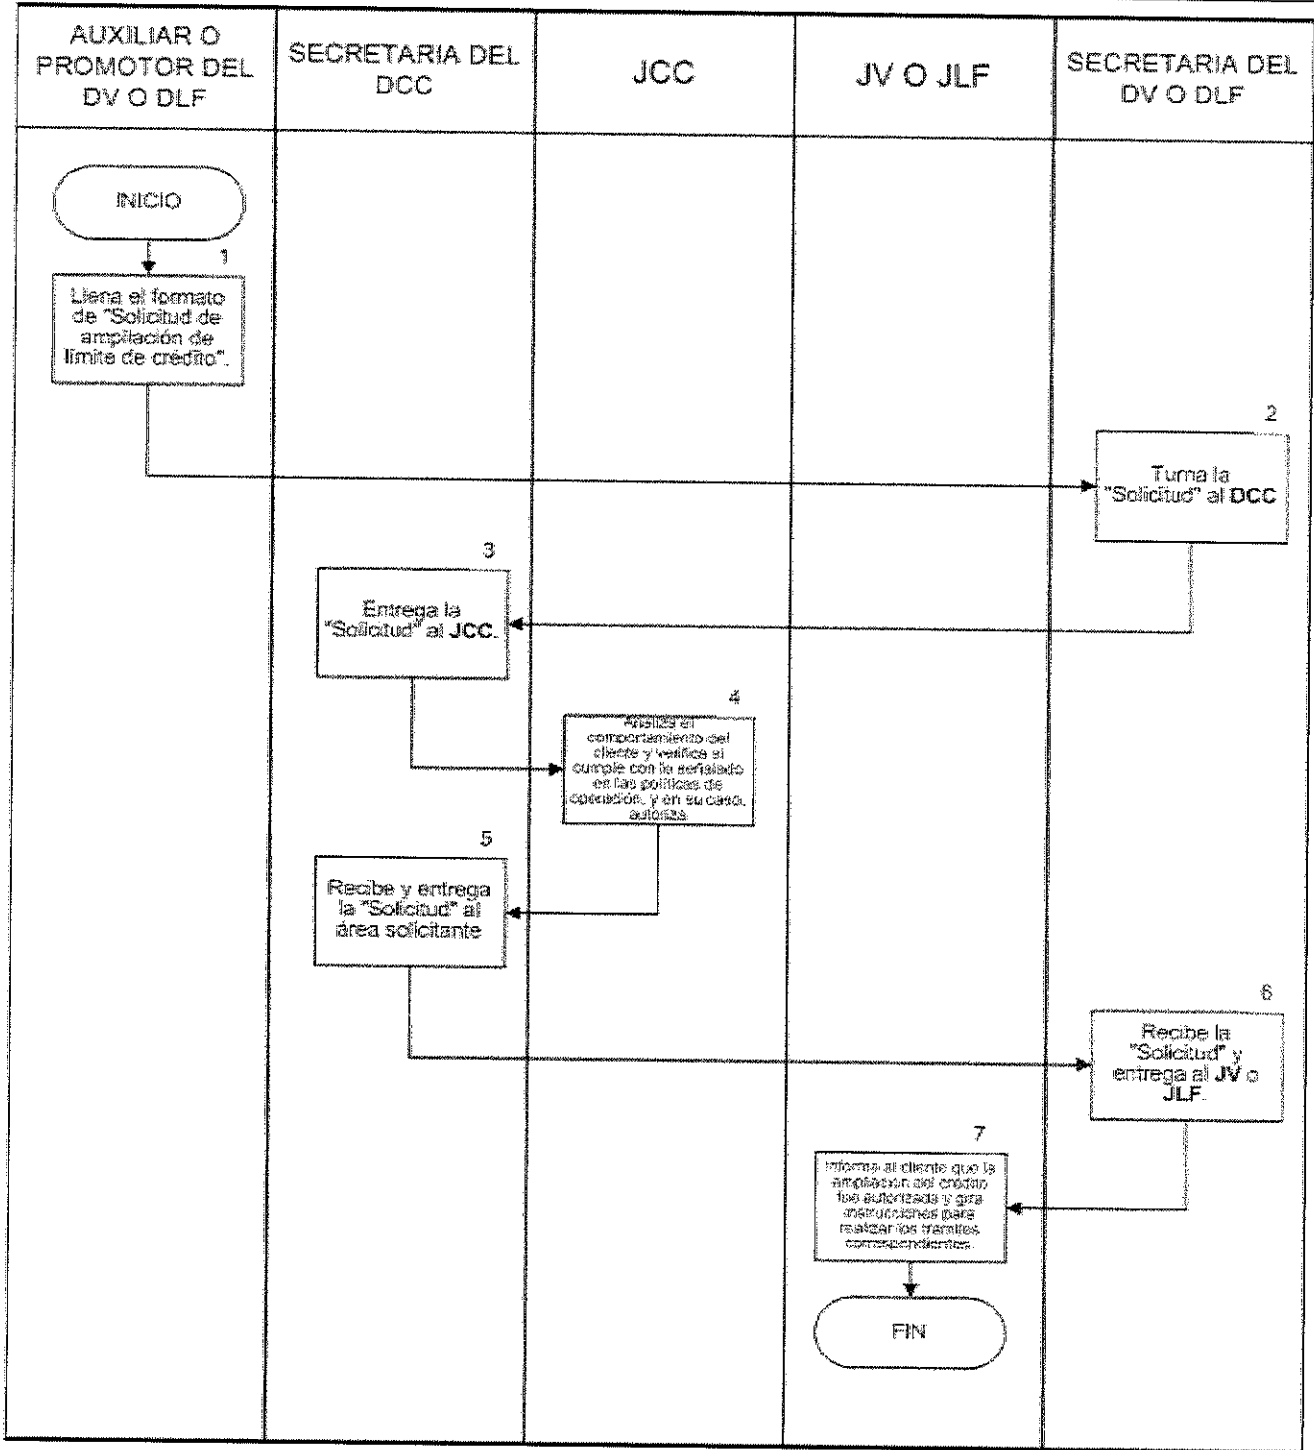 AUXILIAR O
PROMOTOR DEL
DV O DLF
SECRETARIA DEL
DCC
JCC
JV O JLF
SECRETARIA DEL
DV O DLF
INICIO
1
Llena el formato
de "Solicitud de
ampliación de
límite de crédito".
2
Turna la
"Solicitud" al DCC
3
Entrega la
"Solicitud" al JCC.
4
Analiza el
comportamiento del
cliente y verifica si
cumple con lo señalado
en las políticas de
operación, y en su caso,
autoriza
5
Recibe y entrega
la "Solicitud" al
área solicitante
6
Recibe la
"Solicitud" y
entrega al JV o
JLF.
7
Informa al cliente que la
ampliación del crédito
fue autorizada y gira
instrucciones para
realizar los trámites
correspondientes.
FIN